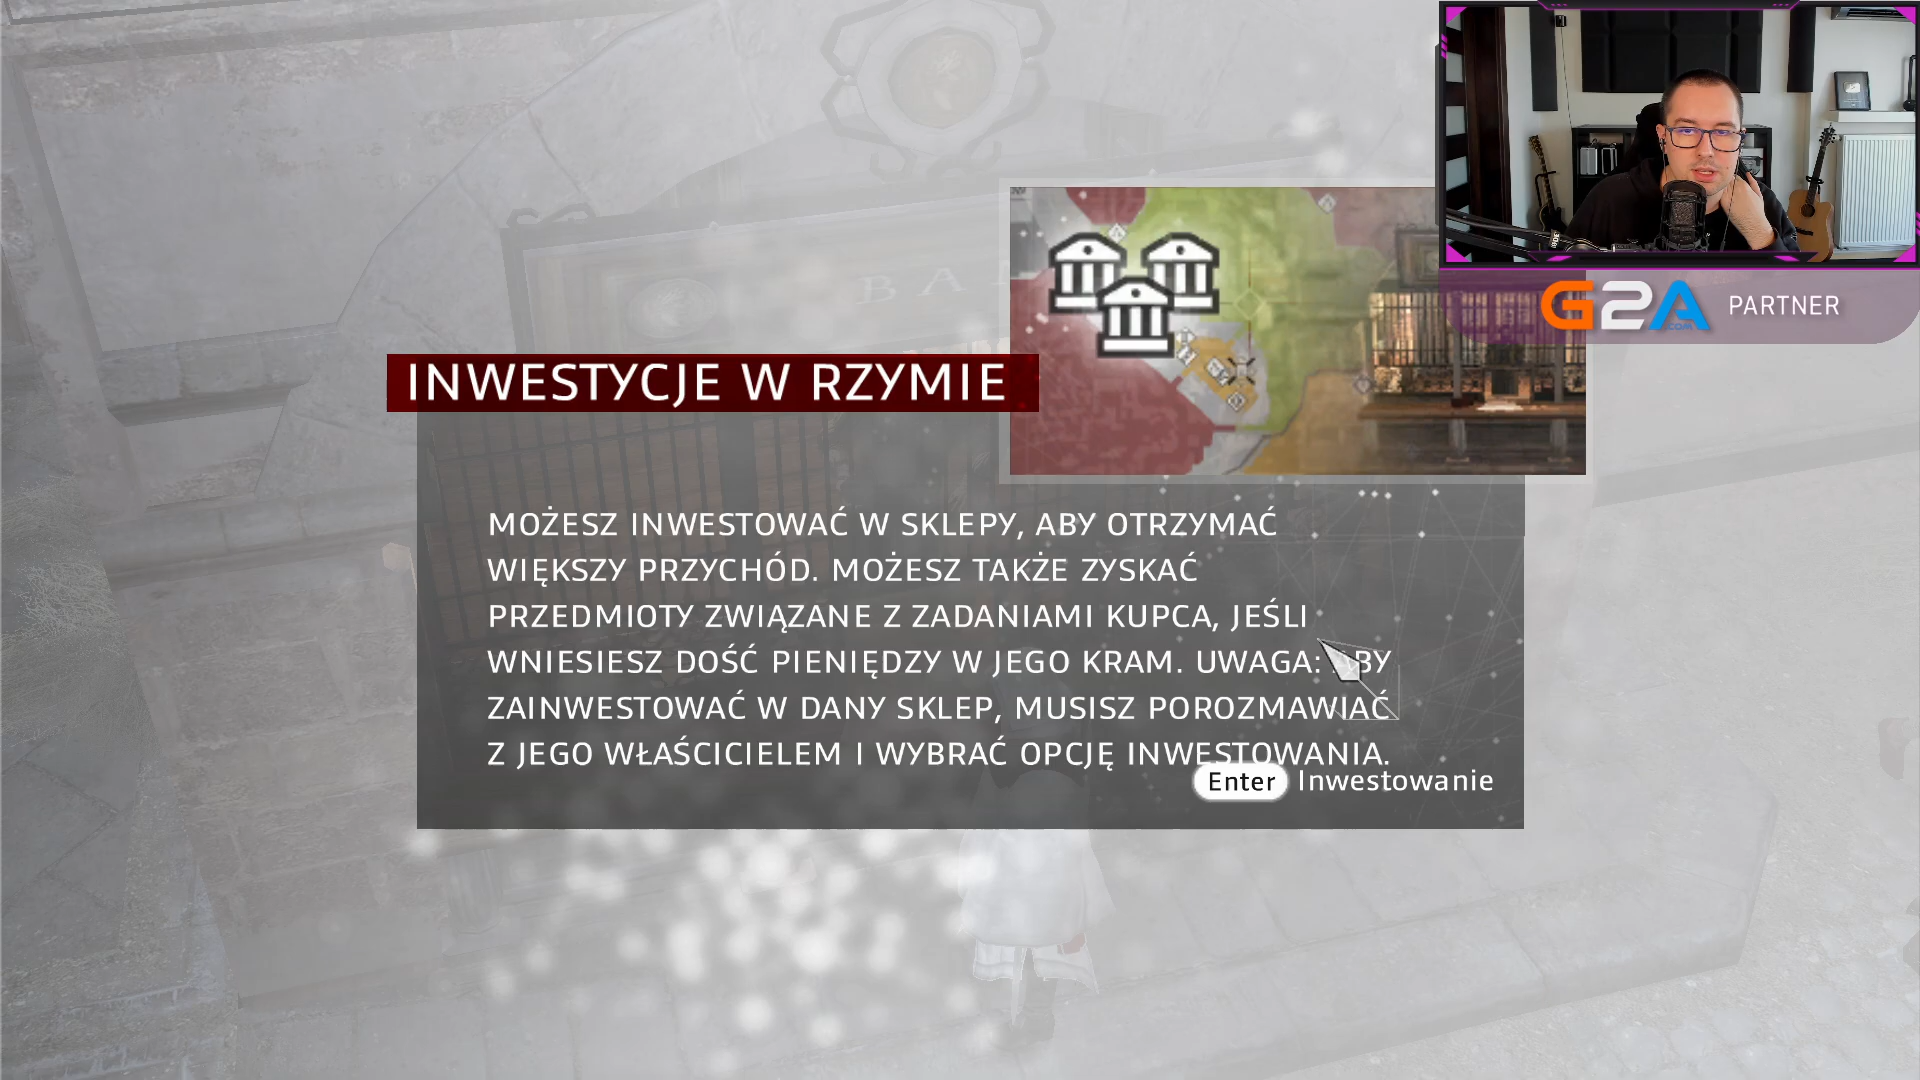 G2A
.COM
PARTNER
INWESTYCJE W RZYMIE
MOŻESZ INWESTOWAĆ W SKLEPY, ABY OTRZYMAĆ
WIĘKSZY PRZYCHÓD. MOŻESZ TAKŻE ZYSKAĆ
PRZEDMIOTY ZWIĄZANE Z ZADANIAMI KUPCA, JEŚLI
WNIESIESZ DOŚĆ PIENIĘDZY W JEGO KRAM. UWAGA: ABY
ZAINWESTOWAĆ W DANY SKLEP, MUSISZ POROZMAWIAĆ
Z JEGO WŁAŚCICIELEM I WYBRAĆ OPCJĘ INWESTOWANIA.
Enter Inwestowanie